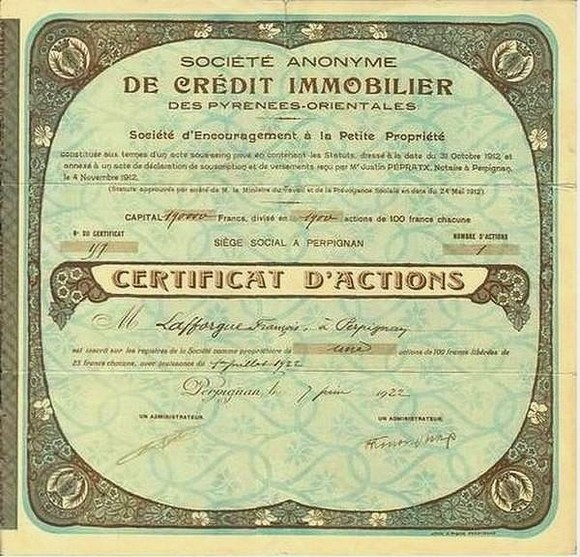 SOCIÉTÉ ANONYME
DE CRÉDIT IMMOBILIER
DES PYRENEES-ORIENTALES
Société d'Encouragement à la Petite Propriété
constituée aux termes d'un acte sous-seing privé en contenant les Statuts, dressé à la date du 31 Octobre 1912, et
annexé à un acte de déclaration de souscription et de versements reçu par Me Justin PEPRATX, Notaire à Perpignan,
le 4 Novembre 1912.
(Statuts approuvés par arrêté de M. le Ministre du Travail et de la Prévoyance Sociale en date du 24 Mai 1912).
CAPITAL 190000 Francs, divisé en 1900 actions de 100 francs chacune
N° DU CERTIFICAT
NOMBRE D'ACTIONS
SIÈGE SOCIAL A PERPIGNAN
1
CERTIFICAT D'ACTIONS
M Lafforgue François, à Perpignan
est inscrit sur les registres de la Société comme propriétaire de une actions de 100 francs libérées de
25 francs chacune, avec jouissance du juillet 1922
Perpignan, le 7 juin 1922
UN ADMINISTRATEUR,
UN ADMINISTRATEUR,